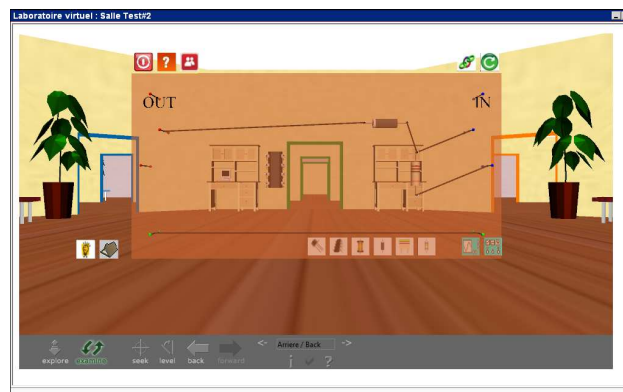 Laboratoire virtuel : Salle Test#2
OUT
IN
<- Arriere / Back ->
explore examine seek level back forward
i ✓ ?